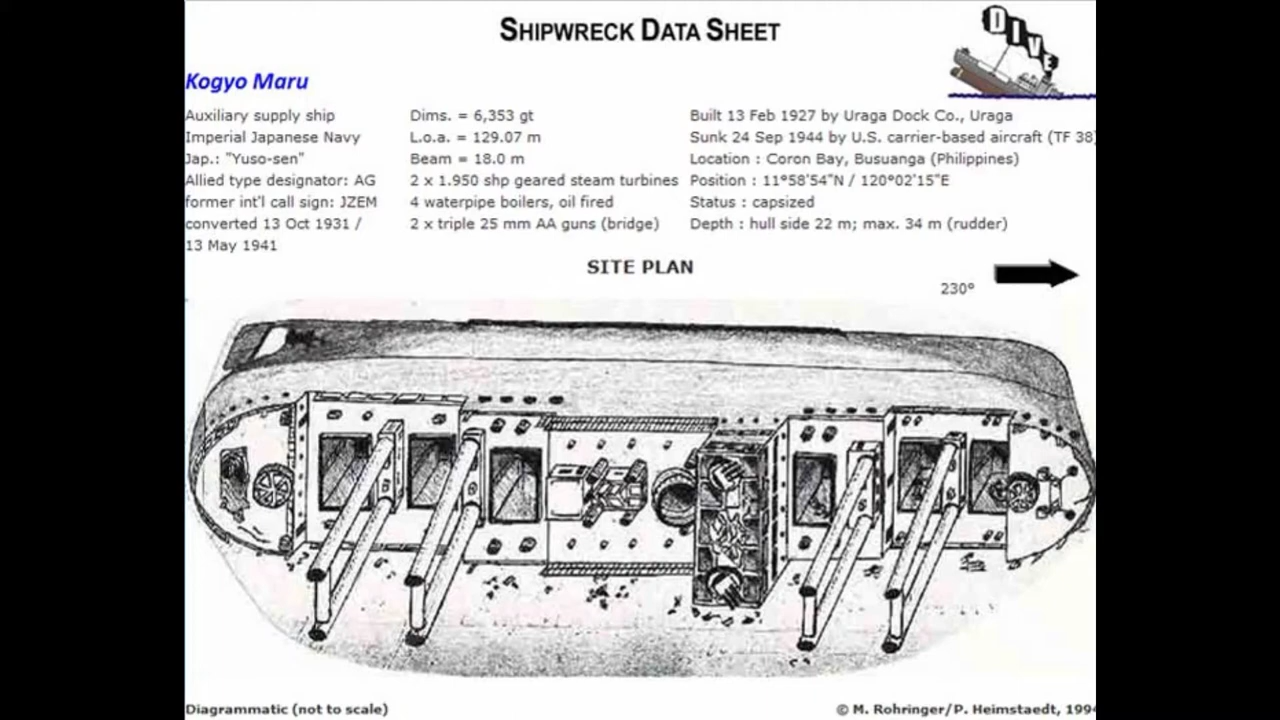 SHIPWRECK DATA SHEET
DIVE
Kogyo Maru
Auxiliary supply ship
Imperial Japanese Navy
Jap.: "Yuso-sen"
Allied type designator: AG
former int'l call sign: JZEM
converted 13 Oct 1931 /
13 May 1941
Dims. = 6,353 gt
L.o.a. = 129.07 m
Beam = 18.0 m
2 x 1.950 shp geared steam turbines
4 waterpipe boilers, oil fired
2 x triple 25 mm AA guns (bridge)
Built 13 Feb 1927 by Uraga Dock Co., Uraga
Sunk 24 Sep 1944 by U.S. carrier-based aircraft (TF 38)
Location : Coron Bay, Busuanga (Philippines)
Position : 11°58'54"N / 120°02'15"E
Status : capsized
Depth : hull side 22 m; max. 34 m (rudder)
SITE PLAN
230°
Diagrammatic (not to scale)
© M. Rohringer/P. Heimstaedt, 1994